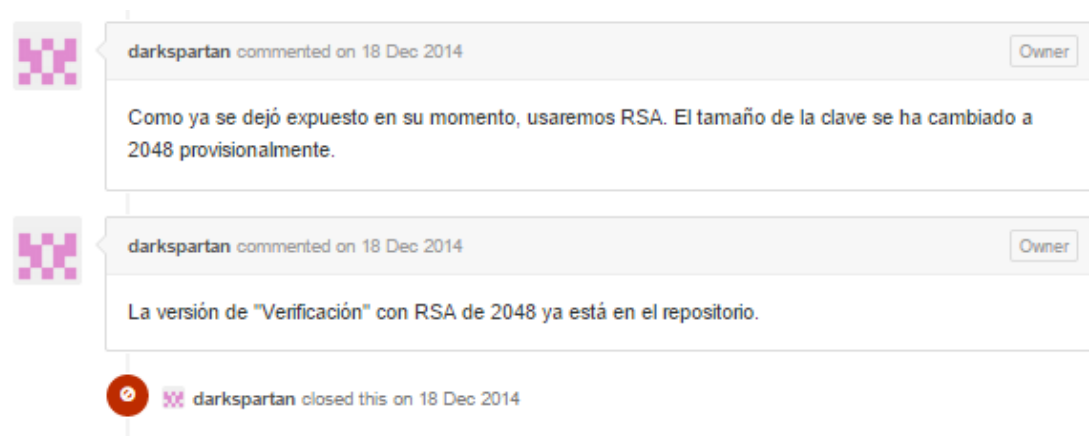 darkspartan commented on 18 Dec 2014 Owner
Como ya se dejó expuesto en su momento, usaremos RSA. El tamaño de la clave se ha cambiado a
2048 provisionalmente.
darkspartan commented on 18 Dec 2014 Owner
La versión de "Verificación" con RSA de 2048 ya está en el repositorio.
darkspartan closed this on 18 Dec 2014